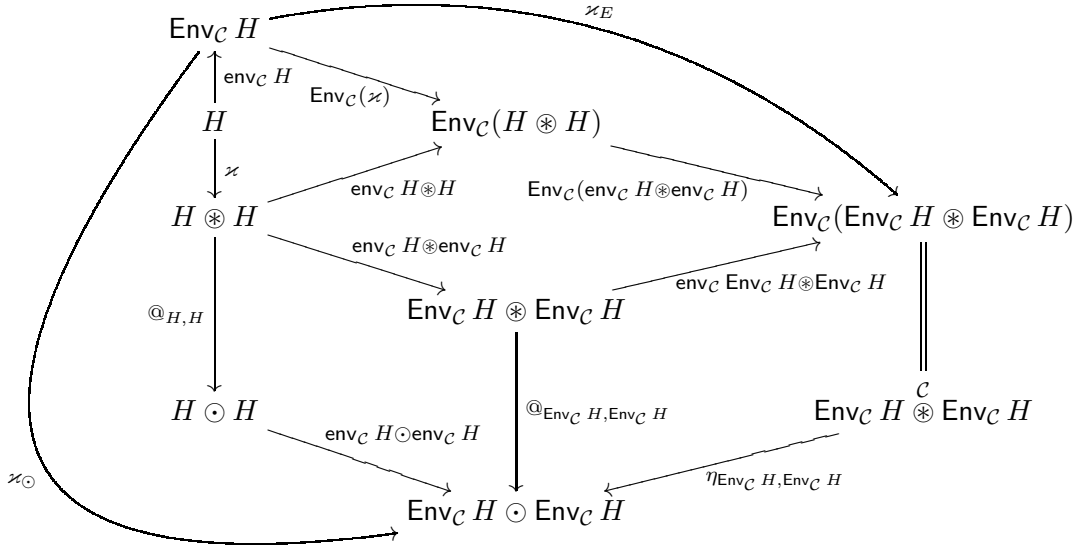 ϰ_E
Env_𝒞 H
env_𝒞 H
Env_𝒞(ϰ)
H
Env_𝒞(H ⊛ H)
ϰ
env_𝒞 H⊛H
Env_𝒞(env_𝒞 H⊛env_𝒞 H)
H ⊛ H
Env_𝒞(Env_𝒞 H ⊛ Env_𝒞 H)
env_𝒞 H⊛env_𝒞 H
env_𝒞 Env_𝒞 H⊛Env_𝒞 H
Env_𝒞 H ⊛ Env_𝒞 H
@_{H,H}
𝒞
H ⊙ H
@_{Env_𝒞 H,Env_𝒞 H}
Env_𝒞 H ⊛ Env_𝒞 H
env_𝒞 H⊙env_𝒞 H
ϰ_⊙
η_{Env_𝒞 H,Env_𝒞 H}
Env_𝒞 H ⊙ Env_𝒞 H